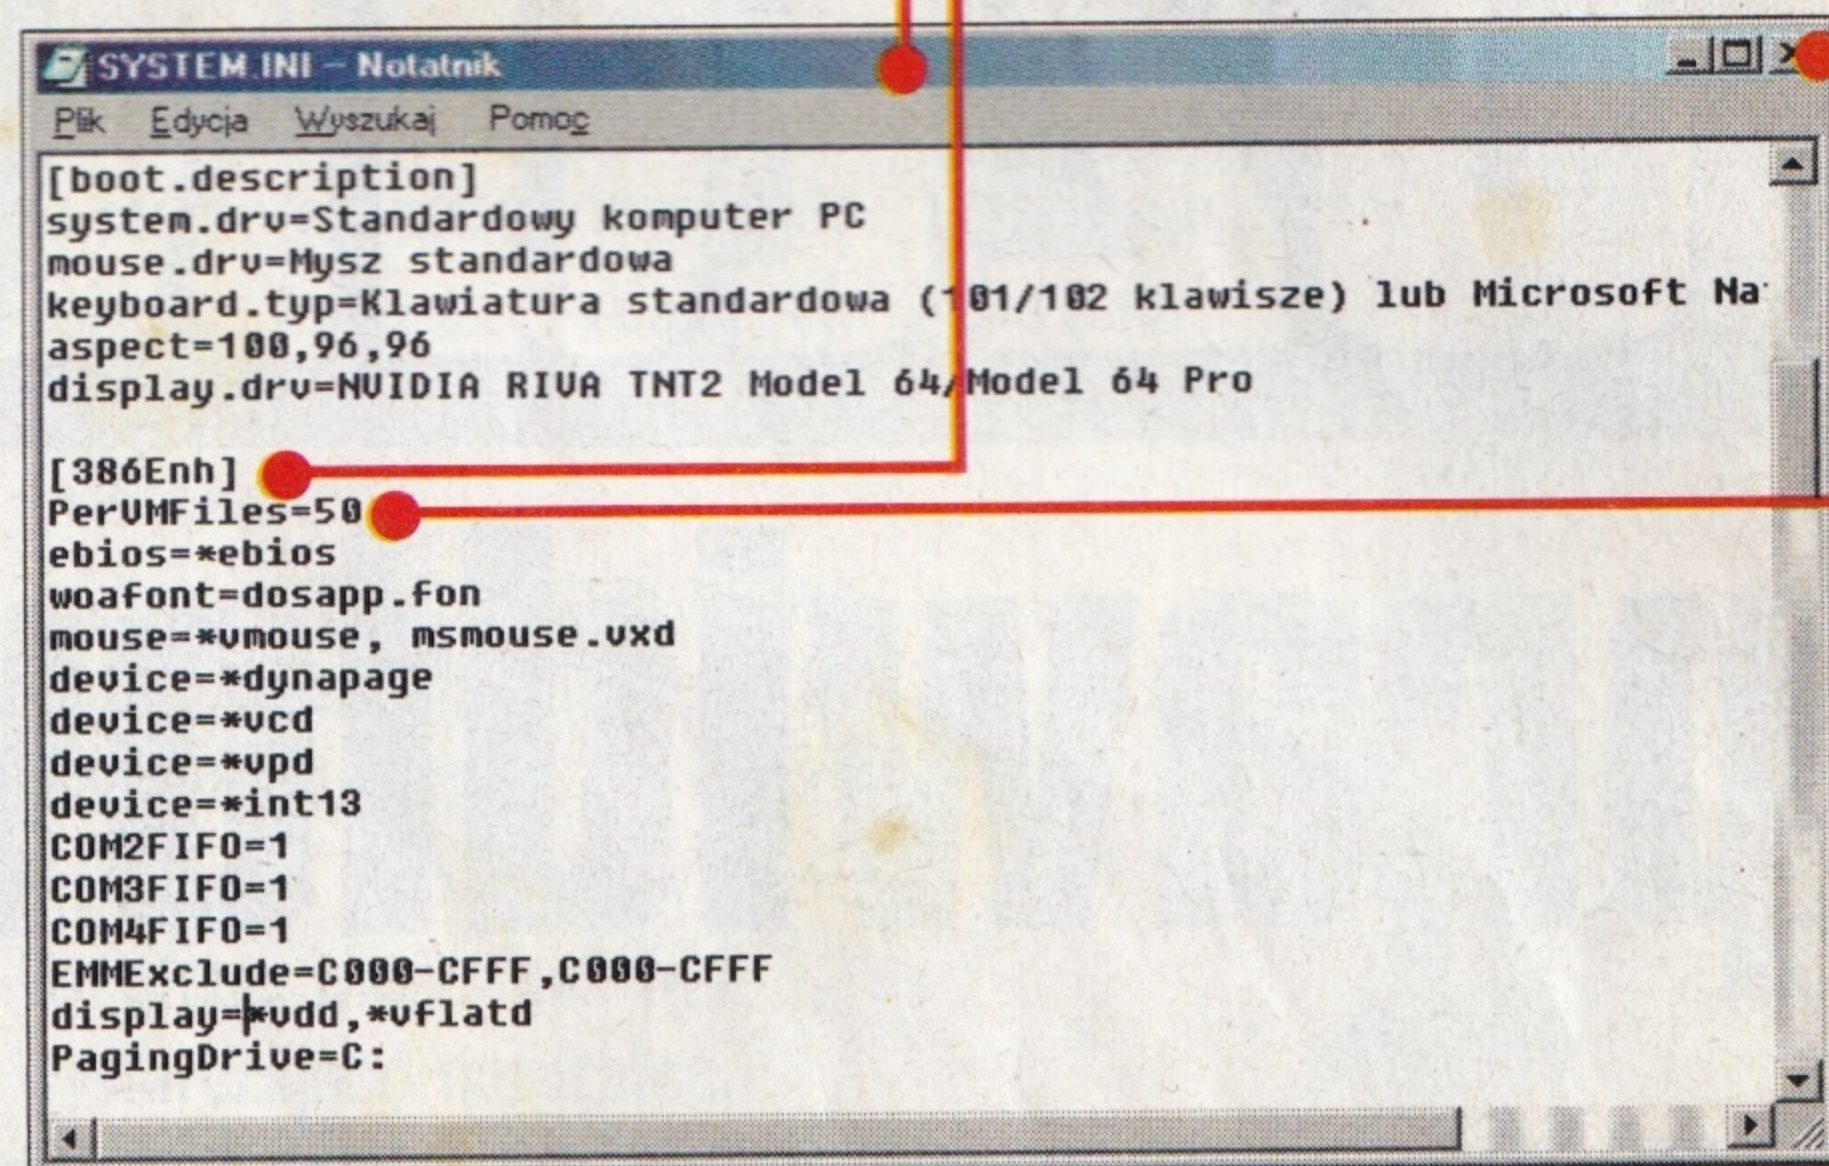 SYSTEM.INI - Notatnik
Plik Edycja Wyszukaj Pomoc
[boot.description]
system.drv=Standardowy komputer PC
mouse.drv=Mysz standardowa
keyboard.typ=Klawiatura standardowa (101/102 klawisze) lub Microsoft Na
aspect=100,96,96
display.drv=NVIDIA RIVA TNT2 Model 64/Model 64 Pro
[386Enh]
PerVMFiles=50
ebios=*ebios
woafont=dosapp.fon
mouse=*vmouse, msmouse.vxd
device=*dynapage
device=*vcd
device=*vpd
device=*int13
COM2FIFO=1
COM3FIFO=1
COM4FIFO=1
EMMExclude=C000-CFFF,C000-CFFF
display=*vdd,*vflatd
PagingDrive=C: